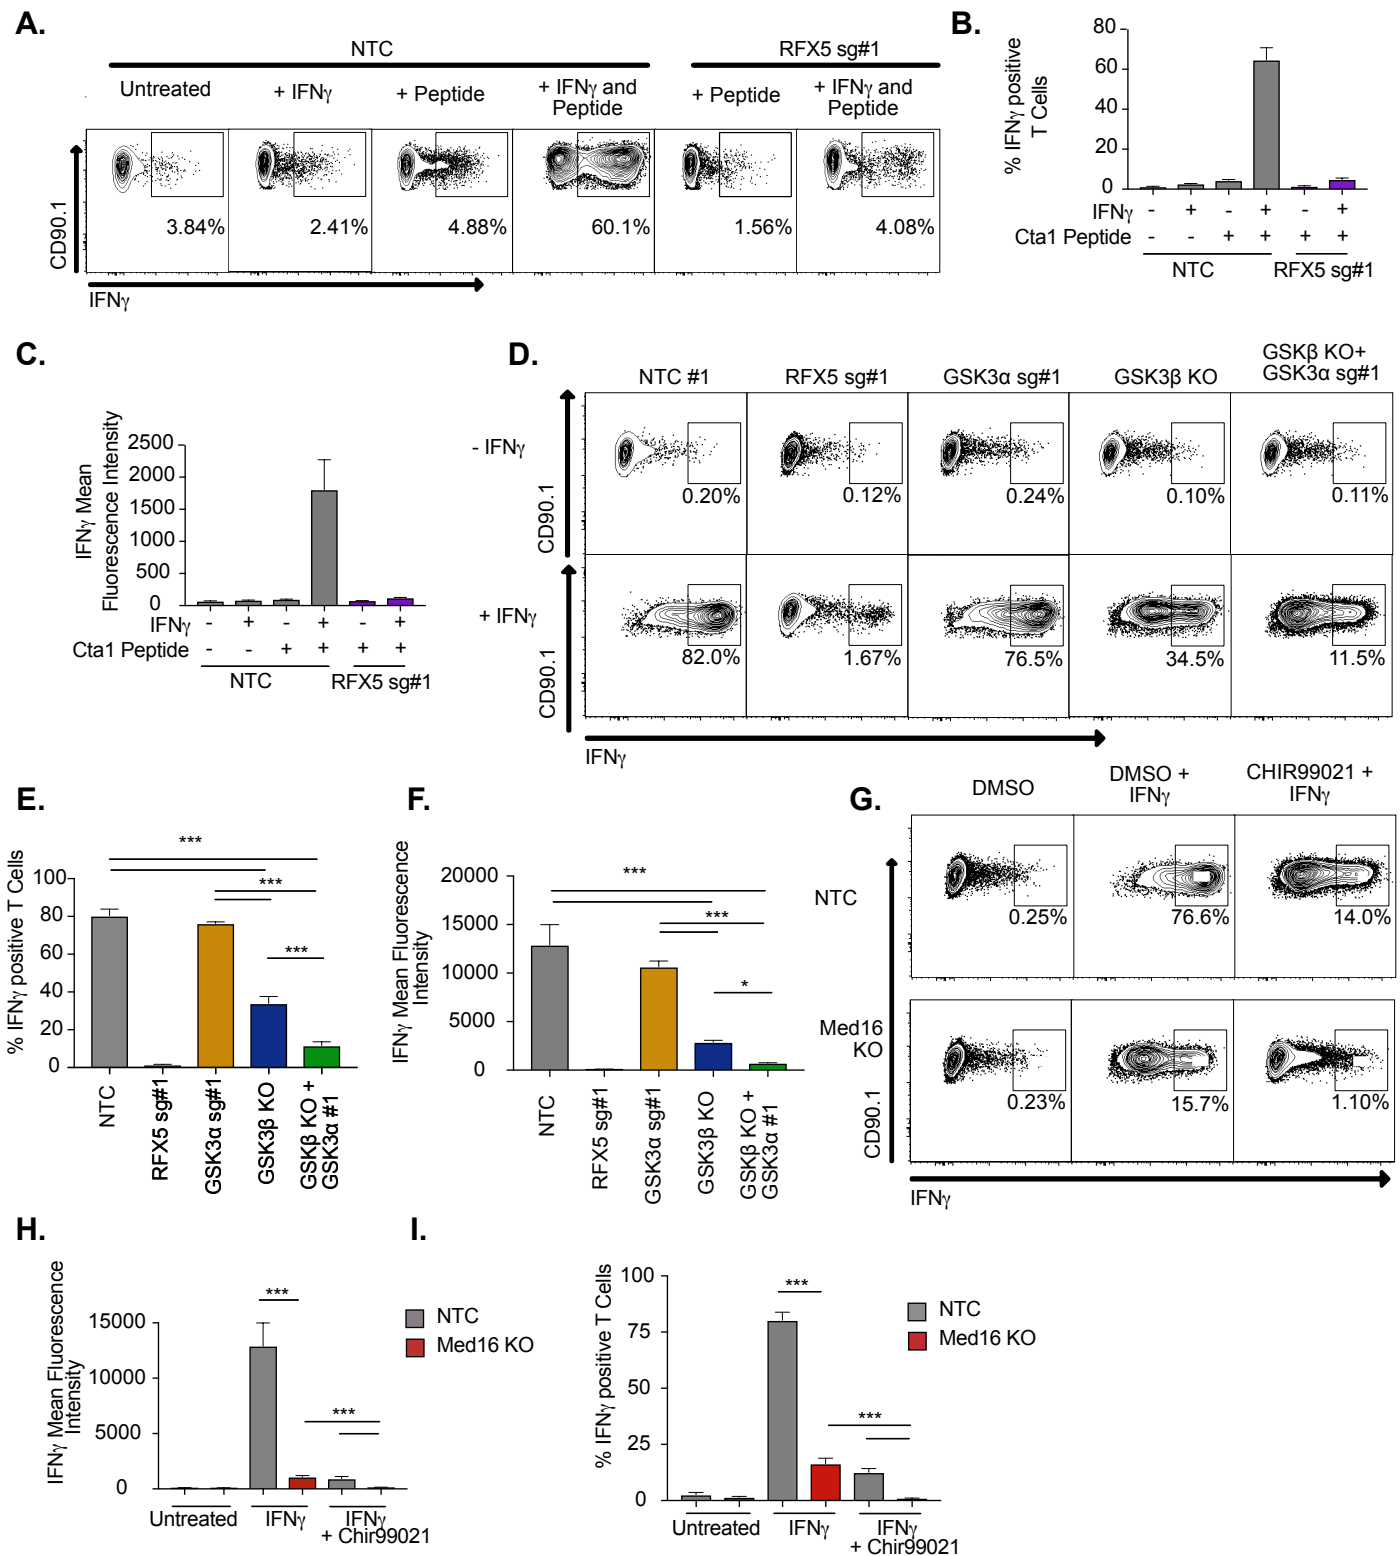 A.
NTC
RFX5 sg#1
Untreated
+ IFNγ
+ Peptide
+ IFNγ and
Peptide
+ Peptide
+ IFNγ and
Peptide
3.84%
2.41%
4.88%
60.1%
1.56%
4.08%
CD90.1
IFNγ
B.
% IFNγ positive
T Cells
80
60
40
20
0
IFNγ - + - + - +
Cta1 Peptide - - + + + +
NTC
RFX5 sg#1
C.
IFNγ Mean
Fluorescence Intensity
2500
2000
1500
1000
500
0
IFNγ - + - + - +
Cta1 Peptide - - + + + +
NTC
RFX5 sg#1
D.
NTC #1
RFX5 sg#1
GSK3α sg#1
GSK3β KO
GSKβ KO+
GSK3α sg#1
- IFNγ
CD90.1
0.20%
0.12%
0.24%
0.10%
0.11%
+ IFNγ
CD90.1
82.0%
1.67%
76.5%
34.5%
11.5%
IFNγ
E.
% IFNγ positive T Cells
100
80
60
40
20
0
***
***
***
NTC
RFX5 sg#1
GSK3α sg#1
GSK3β KO
GSKβ KO +
GSK3α #1
F.
IFNγ Mean Fluorescence
Intensity
20000
15000
10000
5000
0
***
***
*
NTC
RFX5 sg#1
GSK3α sg#1
GSK3β KO
GSKβ KO +
GSK3α #1
G.
DMSO
DMSO +
IFNγ
CHIR99021 +
IFNγ
NTC
0.25%
76.6%
14.0%
Med16
KO
0.23%
15.7%
1.10%
CD90.1
IFNγ
H.
IFNγ Mean Fluorescence
Intensity
15000
10000
5000
0
***
***
Untreated
IFNγ
IFNγ
+ Chir99021
NTC
Med16 KO
I.
% IFNγ positive T Cells
100
75
50
25
0
***
***
Untreated
IFNγ
IFNγ
+ Chir99021
NTC
Med16 KO